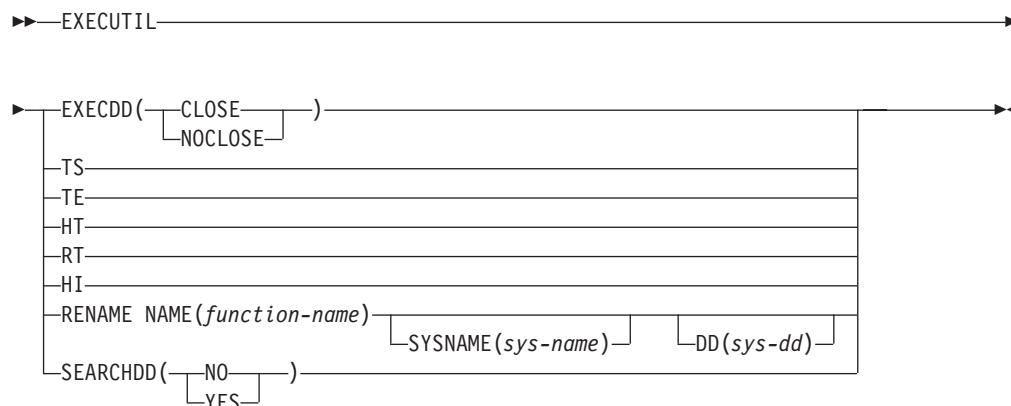 EXECUTIL
EXECDD( CLOSE )
NOCLOSE
TS
TE
HT
RT
HI
RENAME NAME(function-name)
SYSNAME(sys-name) DD(sys-dd)
SEARCHDD( NO )
YES